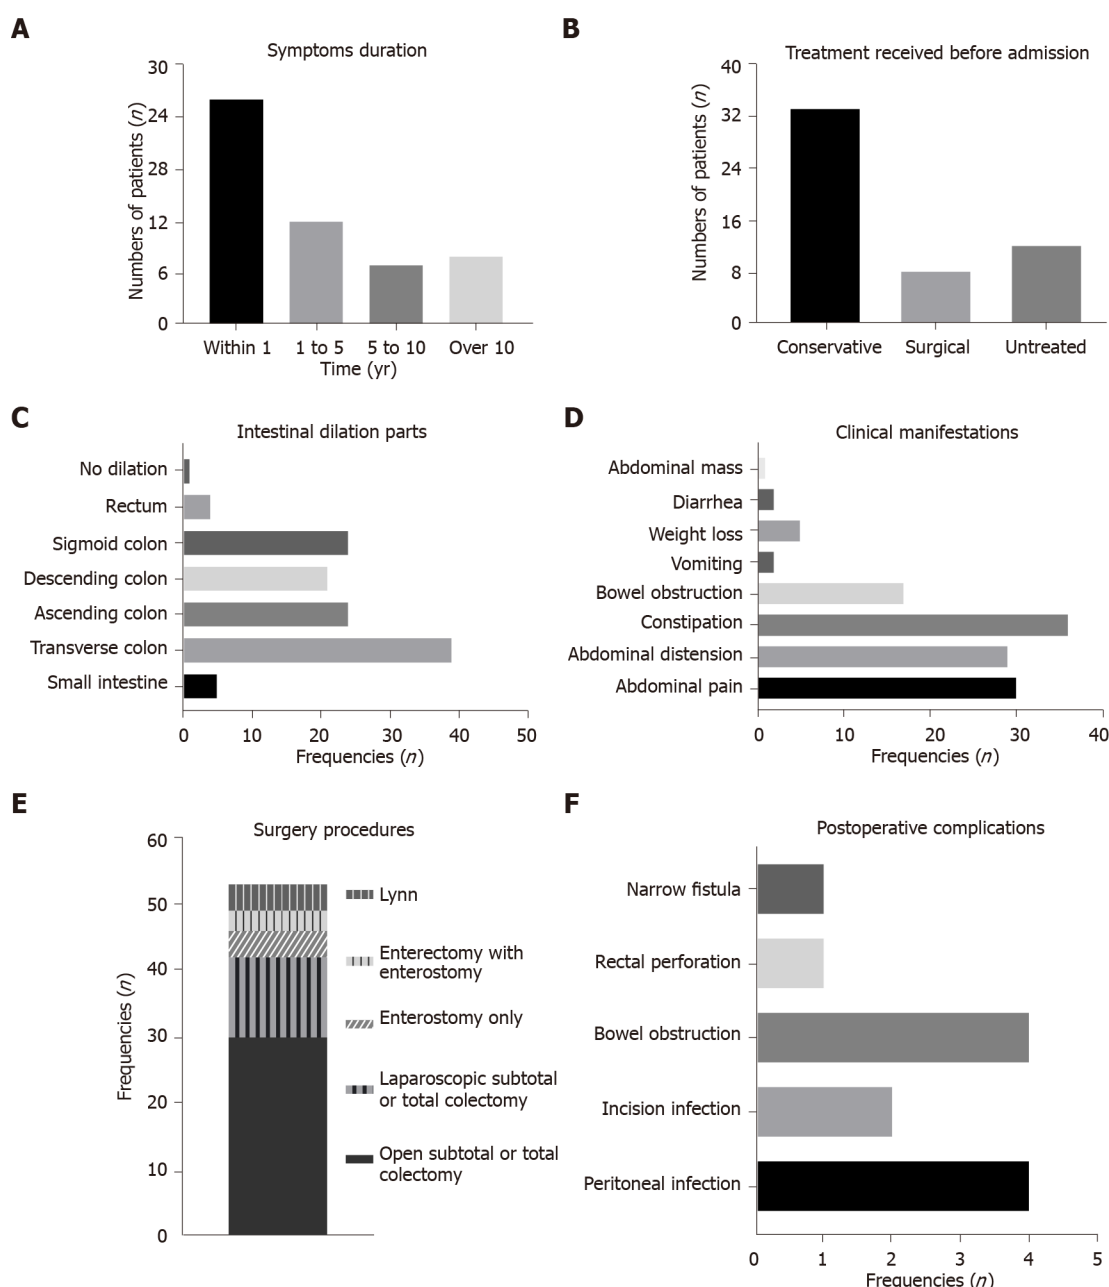 A
Symptoms duration
Numbers of patients (n)
30
24
28
12
6
0
Within 1
1 to 5
5 to 10
Over 10
Time (yr)
B
Treatment received before admission
Numbers of patients (n)
40
32
24
16
8
0
Conservative
Surgical
Untreated
C
Intestinal dilation parts
No dilation
Rectum
Sigmoid colon
Descending colon
Ascending colon
Transverse colon
Small intestine
0 10 20 30 40 50
Frequencies (n)
D
Clinical manifestations
Abdominal mass
Diarrhea
Weight loss
Vomiting
Bowel obstruction
Constipation
Abdominal distension
Abdominal pain
0 10 20 30 40
Frequencies (n)
E
Surgery procedures
Frequencies (n)
60
50
40
30
20
10
0
Lynn
Enterectomy with
enterostomy
Enterostomy only
Laparoscopic subtotal
or total colectomy
Open subtotal or total
colectomy
F
Postoperative complications
Narrow fistula
Rectal perforation
Bowel obstruction
Incision infection
Peritoneal infection
0 1 2 3 4 5
Frequencies (n)